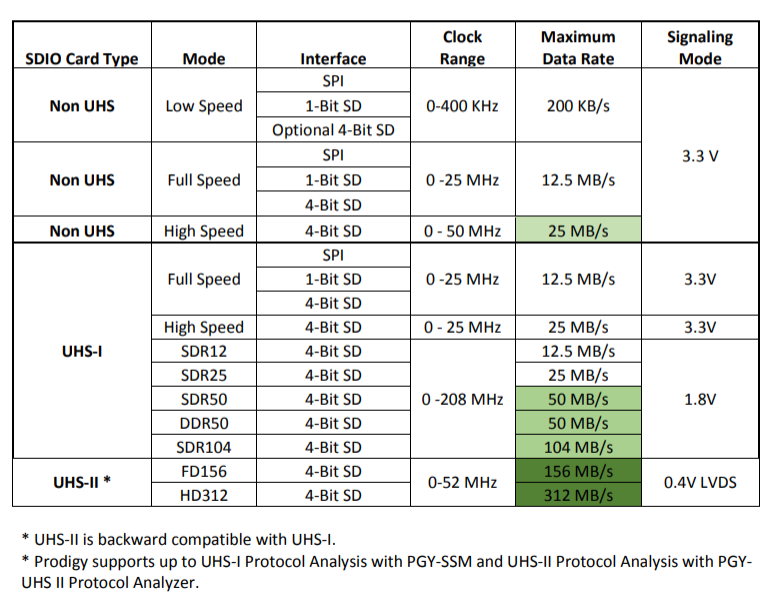 SDIO Card Type Mode Interface Clock Range Maximum Data Rate Signaling Mode
Non UHS Low Speed SPI 0-400 KHz 200 KB/s 3.3 V
1-Bit SD
Optional 4-Bit SD
Non UHS Full Speed SPI 0 -25 MHz 12.5 MB/s
1-Bit SD
4-Bit SD
Non UHS High Speed 4-Bit SD 0 - 50 MHz 25 MB/s
UHS-I Full Speed SPI 0 -25 MHz 12.5 MB/s 3.3V
1-Bit SD
4-Bit SD
High Speed 4-Bit SD 0 - 25 MHz 25 MB/s 3.3V
SDR12 4-Bit SD 0 -208 MHz 12.5 MB/s 1.8V
SDR25 4-Bit SD 25 MB/s
SDR50 4-Bit SD 50 MB/s
DDR50 4-Bit SD 50 MB/s
SDR104 4-Bit SD 104 MB/s
UHS-II * FD156 4-Bit SD 0-52 MHz 156 MB/s 0.4V LVDS
HD312 4-Bit SD 312 MB/s
* UHS-II is backward compatible with UHS-I.
* Prodigy supports up to UHS-I Protocol Analysis with PGY-SSM and UHS-II Protocol Analysis with PGY-
UHS II Protocol Analyzer.